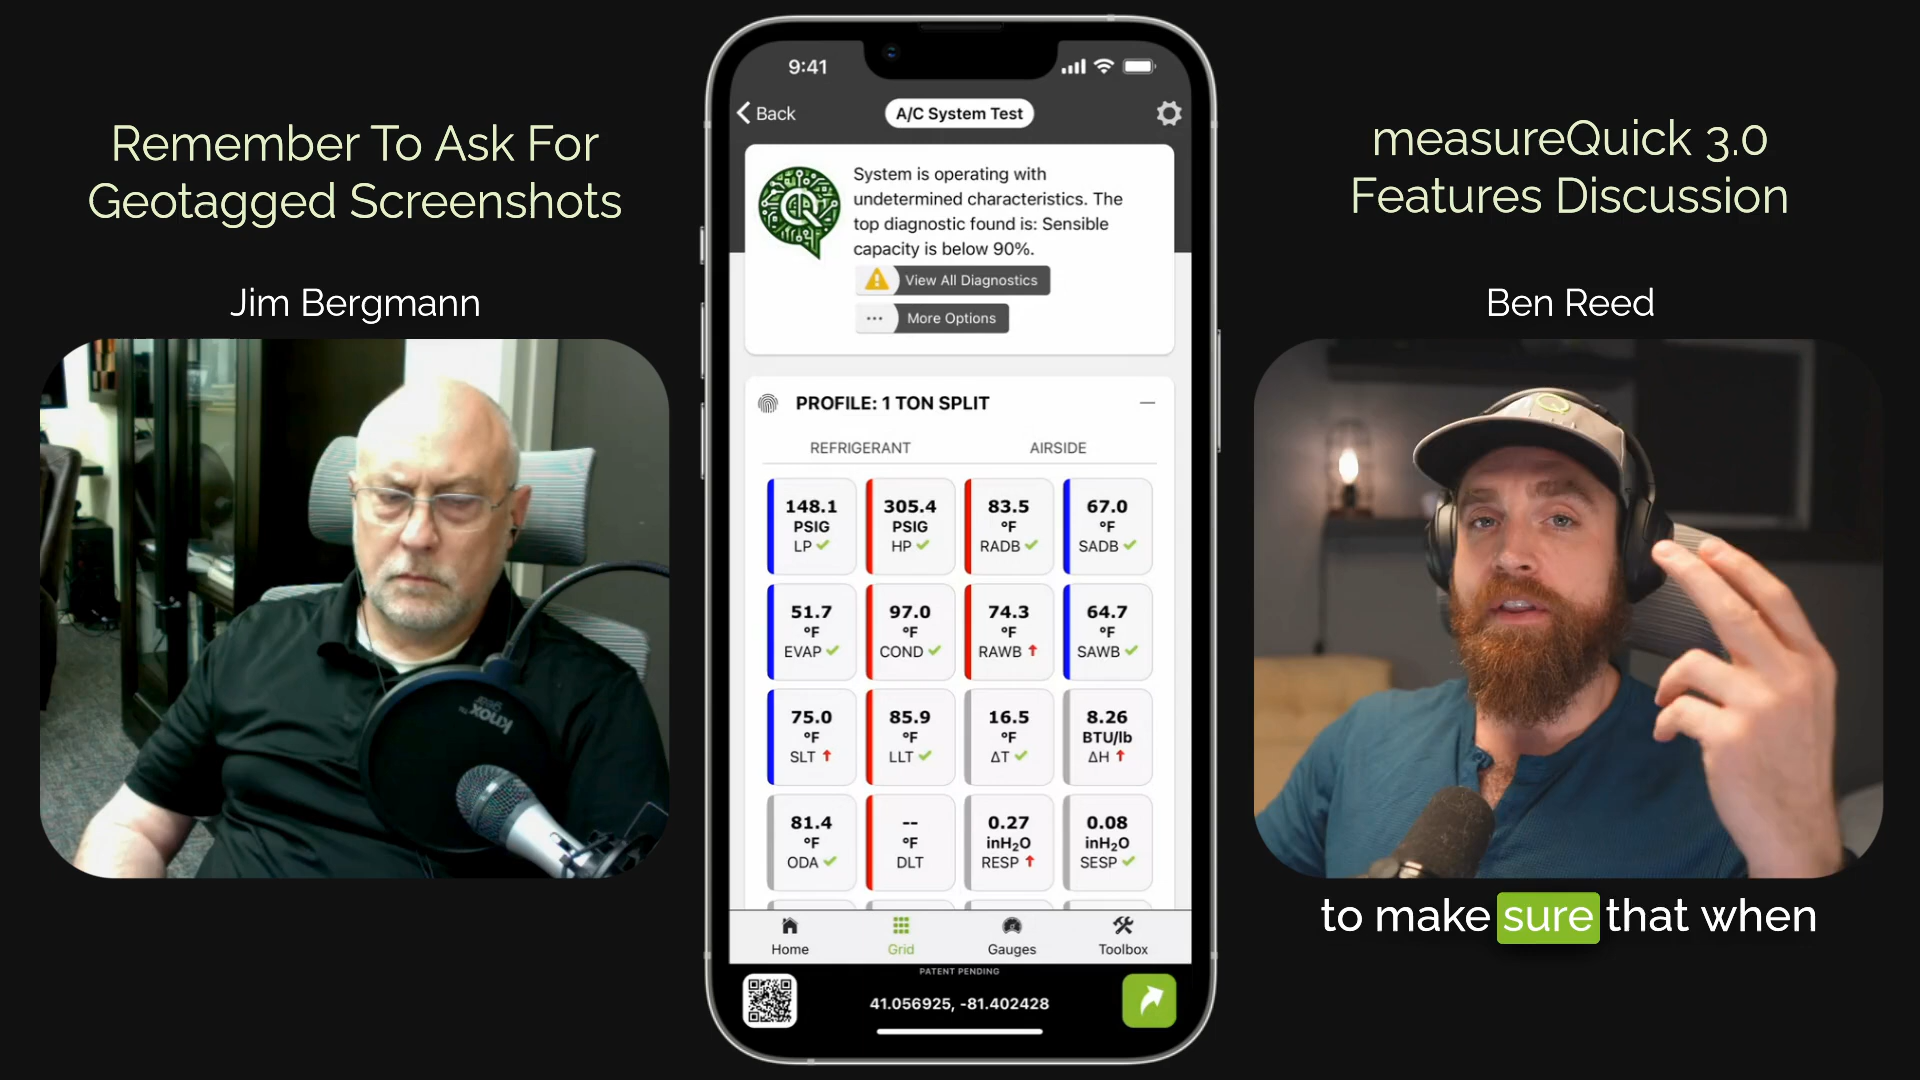 Remember To Ask For
Geotagged Screenshots
Jim Bergmann
9:41
Back
A/C System Test
System is operating with
undetermined characteristics. The
top diagnostic found is: Sensible
capacity is below 90%.
View All Diagnostics
More Options
PROFILE: 1 TON SPLIT
REFRIGERANT AIRSIDE
148.1 305.4 83.5 67.0
PSIG PSIG °F °F
LP HP RADB SADB
51.7 97.0 74.3 64.7
°F °F °F °F
EVAP COND RAWB SAWB
75.0 85.9 16.5 8.26
°F °F °F BTU/lb
SLT LLT ΔT ΔH
81.4 -- 0.27 0.08
°F °F inH₂O inH₂O
ODA DLT RESP SESP
Home Grid Gauges Toolbox
PATENT PENDING
41.056925, -81.402428
measureQuick 3.0
Features Discussion
Ben Reed
to make sure that when
knox